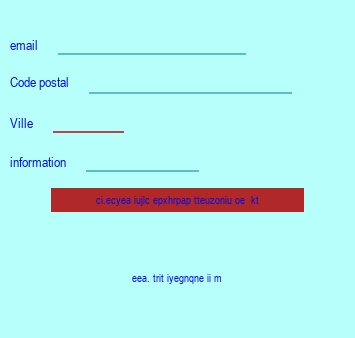 email
Code postal
Ville
information
ci.ecyea iujlc epxhrpap tteuzoniu oe kt
eea. trit iyegnqne ii m